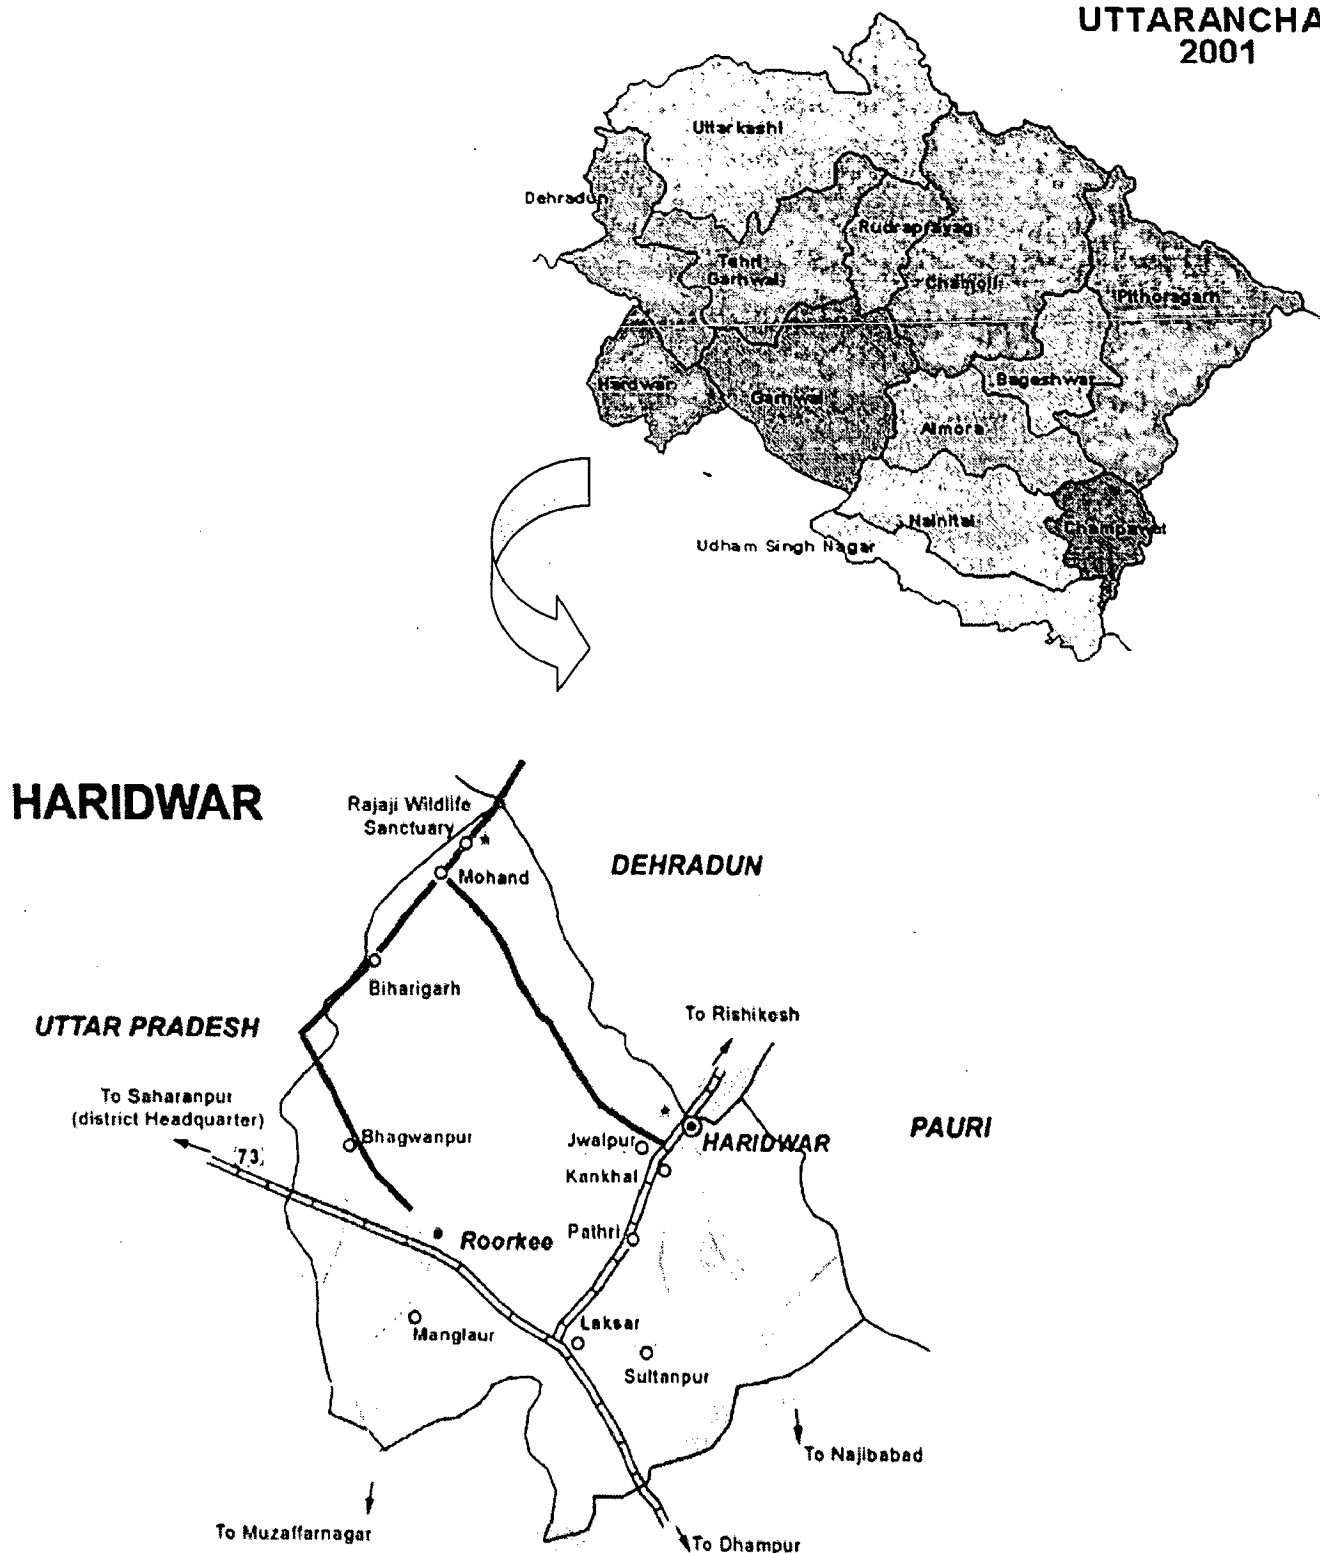 UTTARANCHA
2001
Uttarkashi
Dehradun
Rudraprayag
Tehri
Garhwal
Chamoli
Pithoragarh
Hardwar
Garhwal
Bageshwar
Almora
Nainital
Champawat
Udham Singh Nagar
HARIDWAR
Rajaji Wildlife
Sanctuary
DEHRADUN
Mohand
Biharigarh
UTTAR PRADESH
To Rishikesh
To Saharanpur
(district Headquarter)
73
Bhagwanpur
Jwalpur
HARIDWAR
PAURI
Kankhal
Pathri
Roorkee
Manglaur
Laksar
Sultanpur
To Najibabad
To Muzaffarnagar
To Dhampur